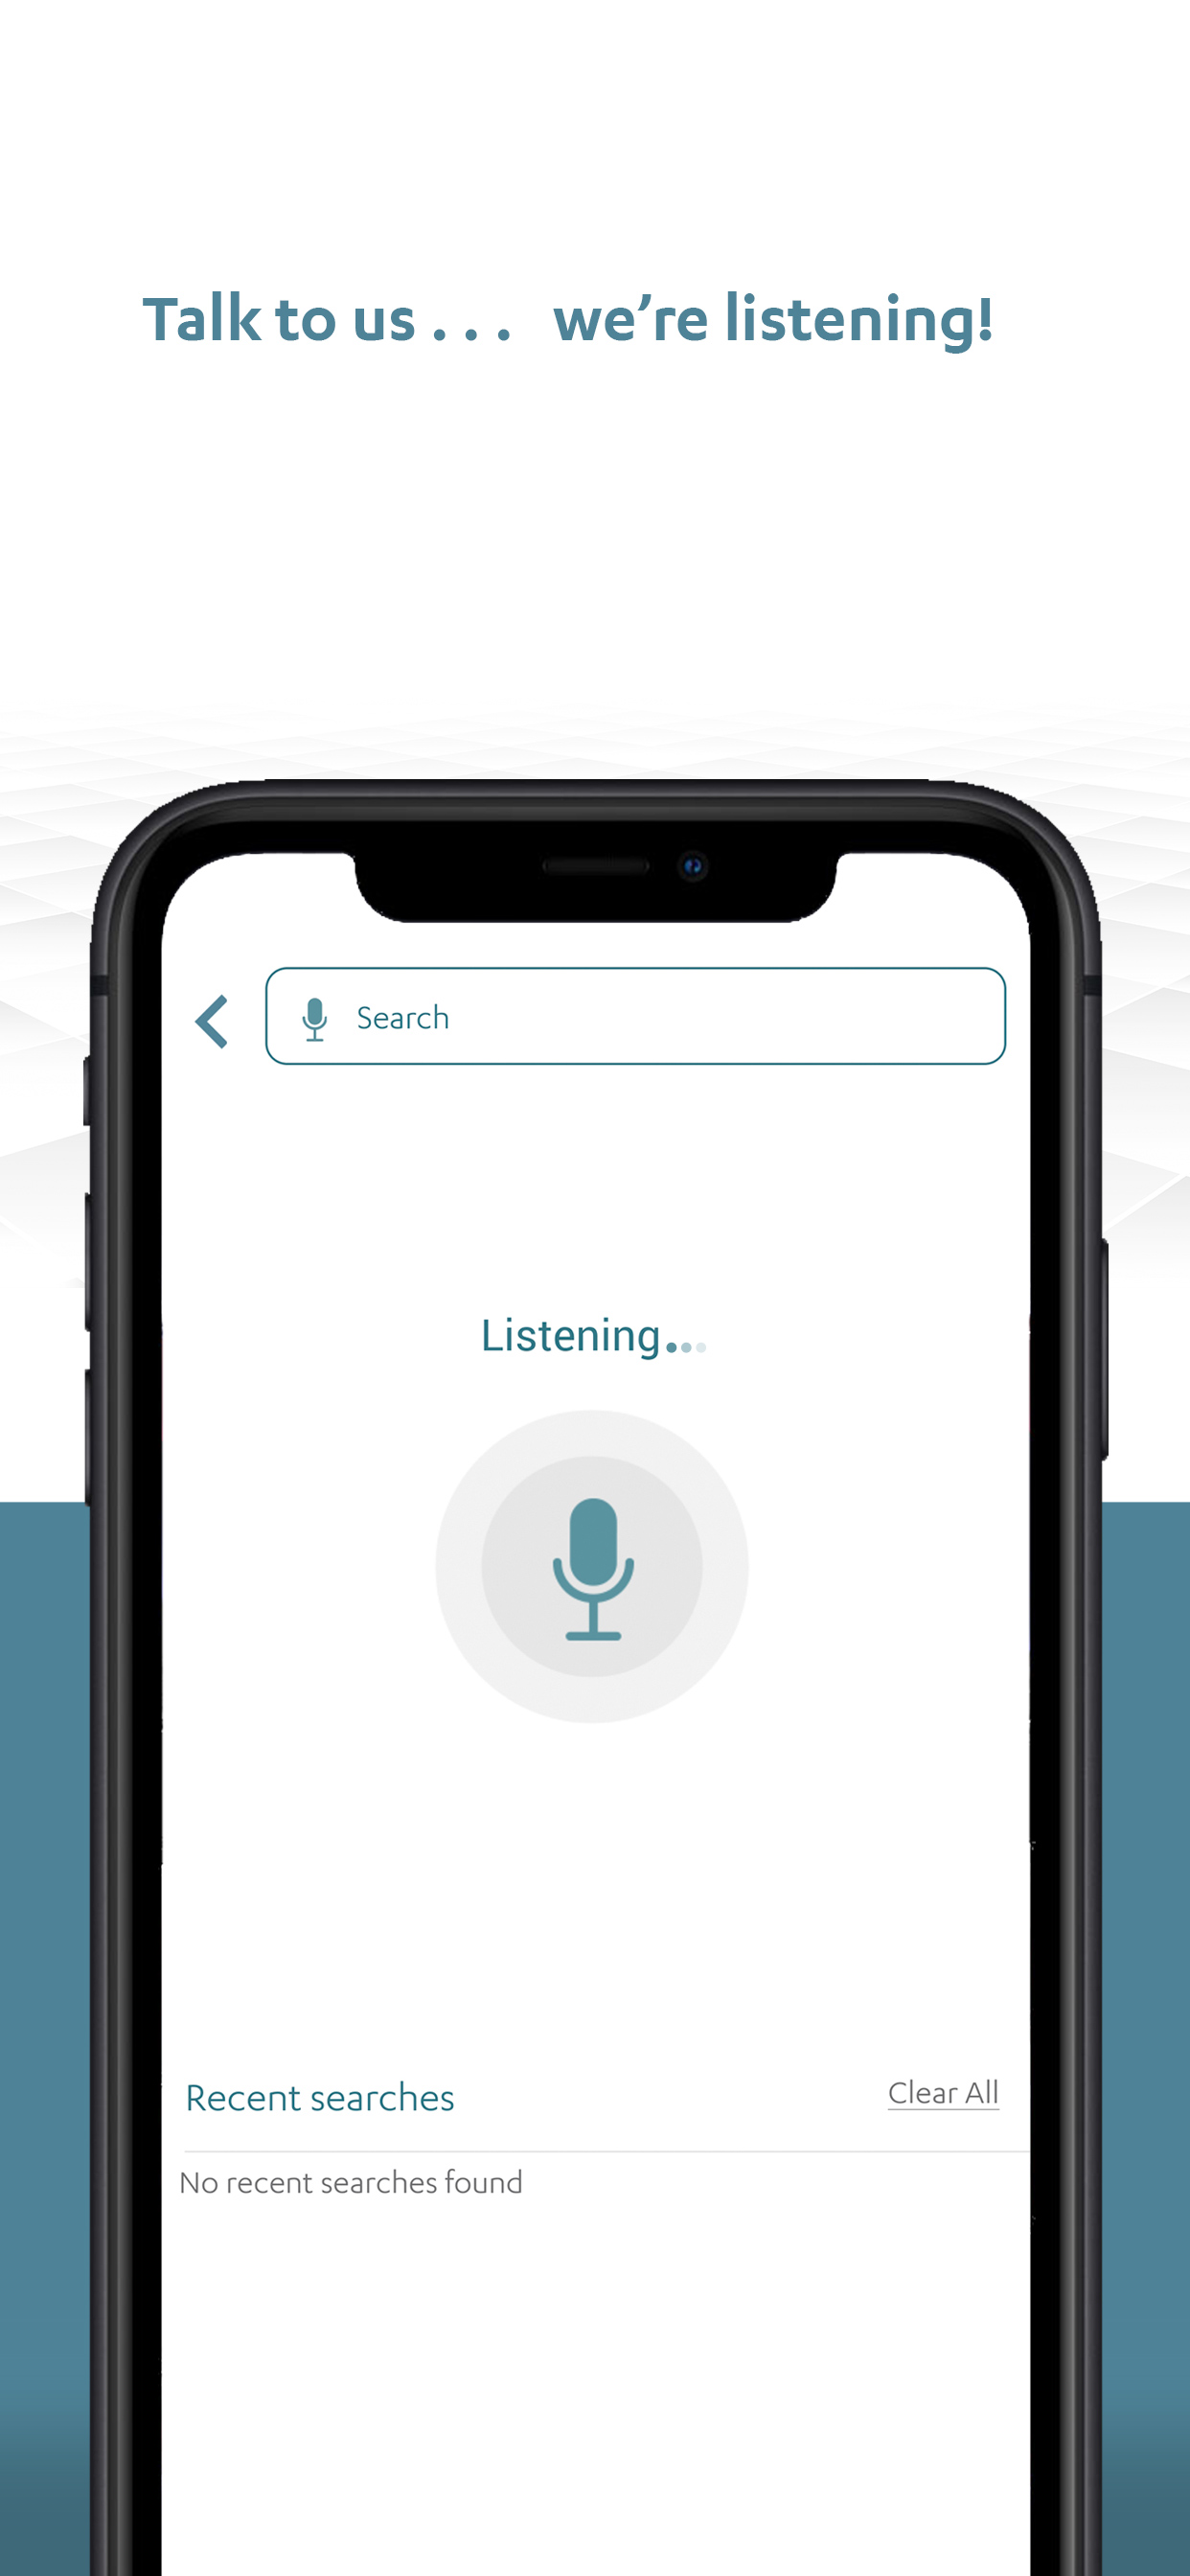 Talk to us . . . we’re listening!
Search
Listening...
Recent searches
Clear All
No recent searches found